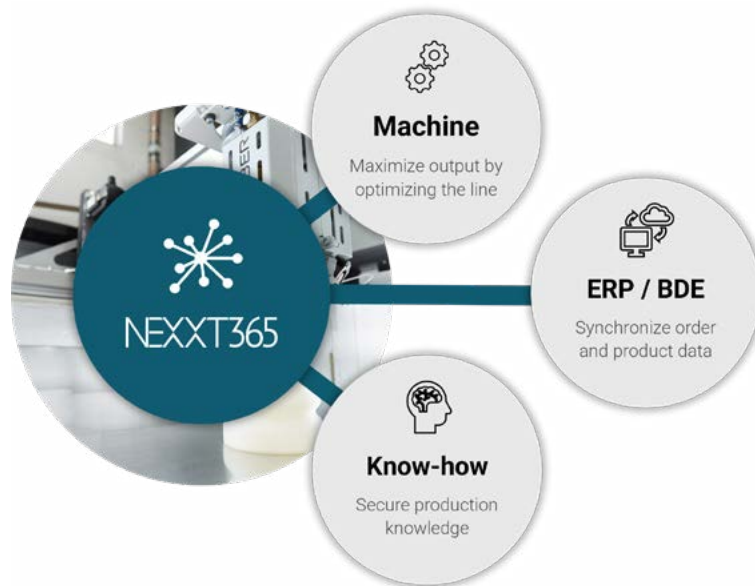 Machine
Maximize output by
optimizing the line
NEXXT365
ERP / BDE
Synchronize order
and product data
Know-how
Secure production
knowledge